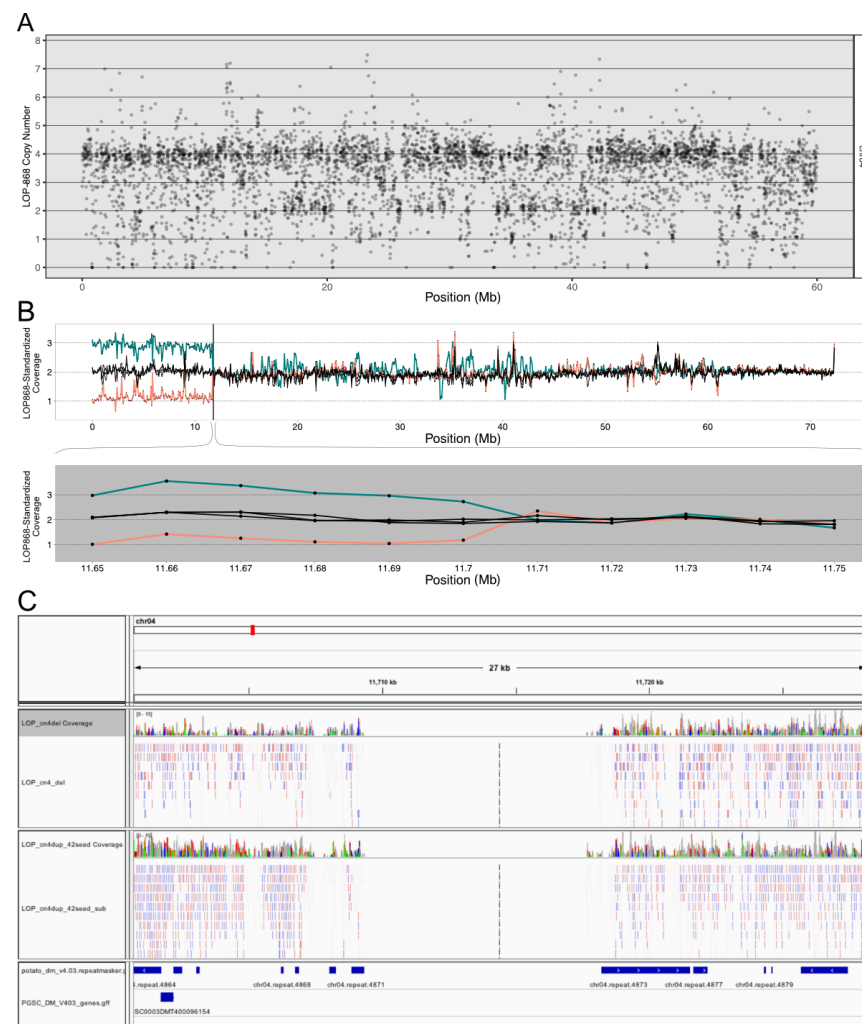 A
8
7
6
5
4
3
2
1
0
LOP-868 Copy Number
0 20 40 60
Position (Mb)
B
3
2
1
LOP868-Standardized
Coverage
0 10 20 30 40 50 60 70
Position (Mb)
3
2
1
LOP868-Standardized
Coverage
11.65 11.66 11.67 11.68 11.69 11.7 11.71 11.72 11.73 11.74 11.75
Position (Mb)
C
chr04
27 kb
11,710 kb 11,720 kb
LOP_cn4del Coverage
LOP_cn4_del
LOP_cn4dup_42seed Coverage
LOP_cn4dup_42seed_sub
potato_dm_v4.03.repeatmasker.g
4.repeat.4864 chr04.repeat.4868 chr04.repeat.4871 chr04.repeat.4873 chr04.repeat.4877 chr04.repeat.4879
PGSC_DM_V403_genes.gff
SC0003DMT400096154